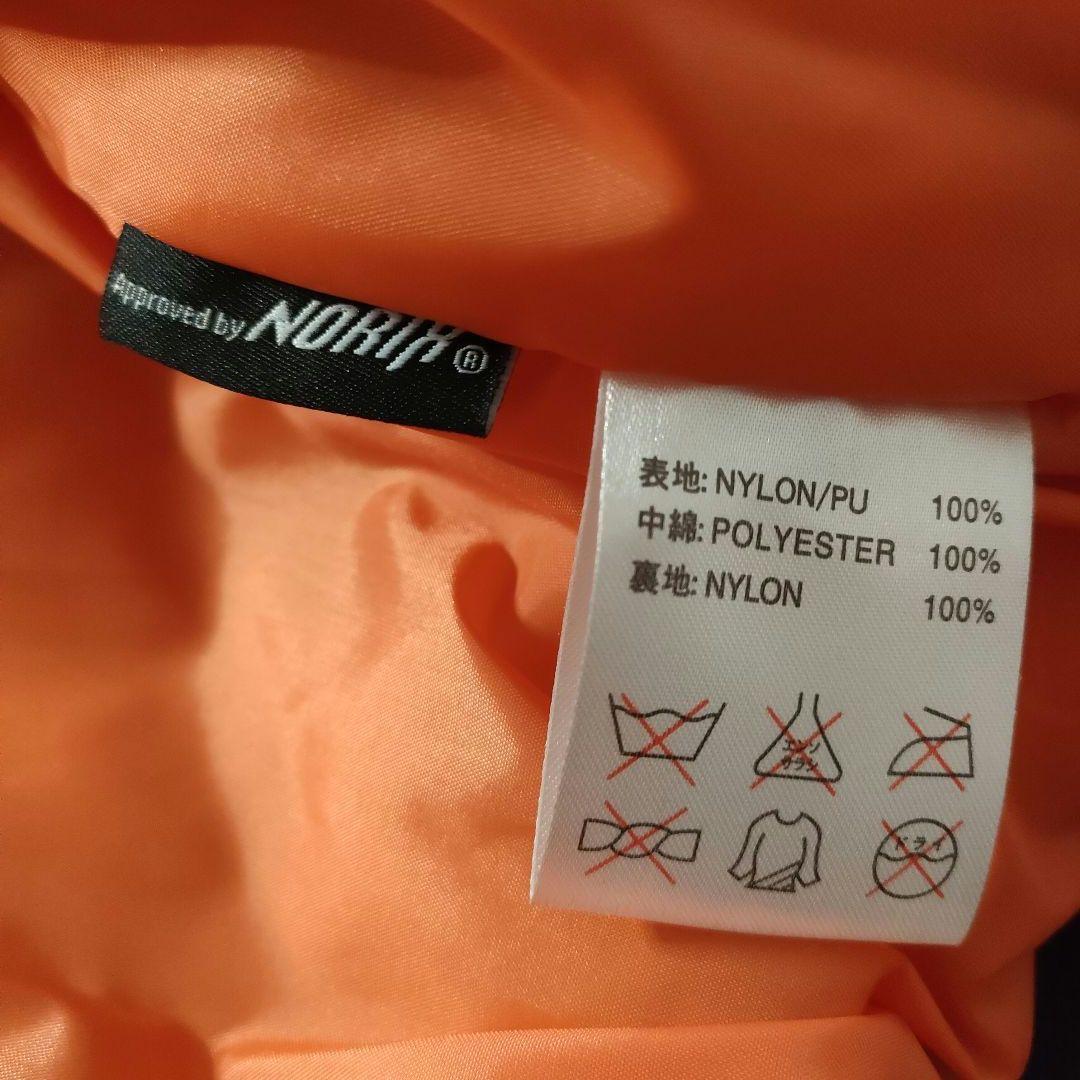 Approved by NORIX®
表地: NYLON/PU 100%
中綿: POLYESTER 100%
裏地: NYLON 100%
エンソ
サラシ
ドライ